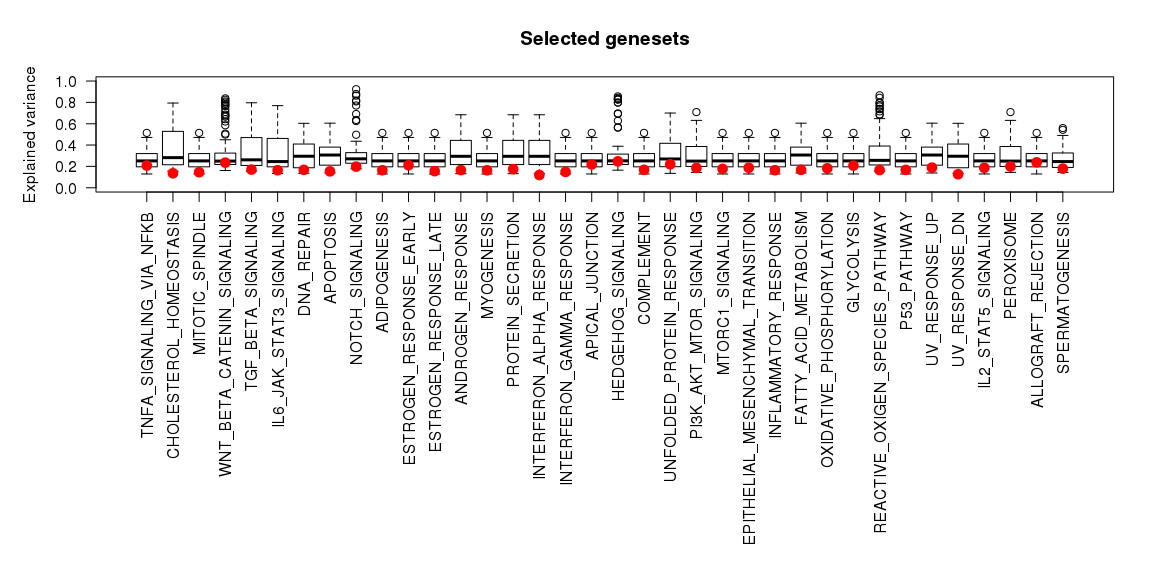 Selected genesets
Explained variance
1.0
0.8
0.6
0.4
0.2
0.0
TNFA_SIGNALING_VIA_NFKB
CHOLESTEROL_HOMEOSTASIS
MITOTIC_SPINDLE
WNT_BETA_CATENIN_SIGNALING
TGF_BETA_SIGNALING
IL6_JAK_STAT3_SIGNALING
DNA_REPAIR
APOPTOSIS
NOTCH_SIGNALING
ADIPOGENESIS
ESTROGEN_RESPONSE_EARLY
ESTROGEN_RESPONSE_LATE
ANDROGEN_RESPONSE
MYOGENESIS
PROTEIN_SECRETION
INTERFERON_ALPHA_RESPONSE
INTERFERON_GAMMA_RESPONSE
APICAL_JUNCTION
HEDGEHOG_SIGNALING
COMPLEMENT
UNFOLDED_PROTEIN_RESPONSE
PI3K_AKT_MTOR_SIGNALING
MTORC1_SIGNALING
EPITHELIAL_MESENCHYMAL_TRANSITION
INFLAMMATORY_RESPONSE
FATTY_ACID_METABOLISM
OXIDATIVE_PHOSPHORYLATION
GLYCOLYSIS
REACTIVE_OXIGEN_SPECIES_PATHWAY
P53_PATHWAY
UV_RESPONSE_UP
UV_RESPONSE_DN
IL2_STAT5_SIGNALING
PEROXISOME
ALLOGRAFT_REJECTION
SPERMATOGENESIS